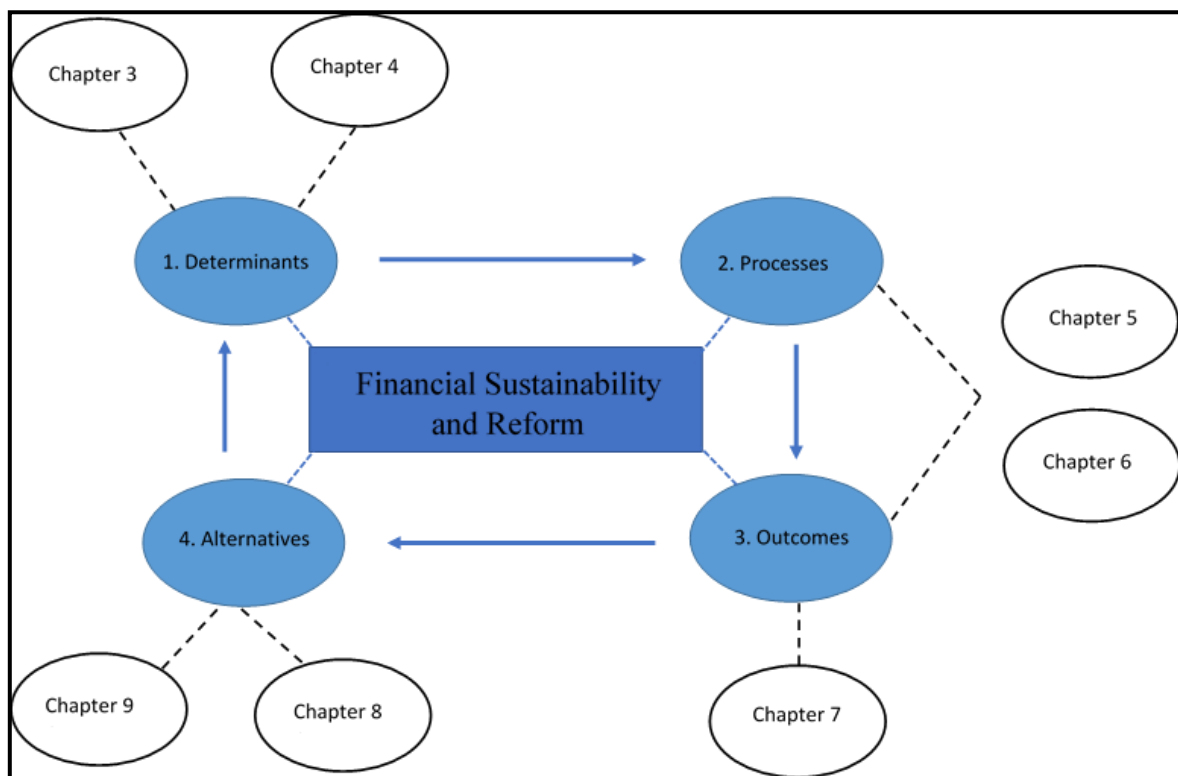 Chapter 3
Chapter 4
1. Determinants
2. Processes
Chapter 5
Financial Sustainability
and Reform
Chapter 6
4. Alternatives
3. Outcomes
Chapter 9
Chapter 8
Chapter 7